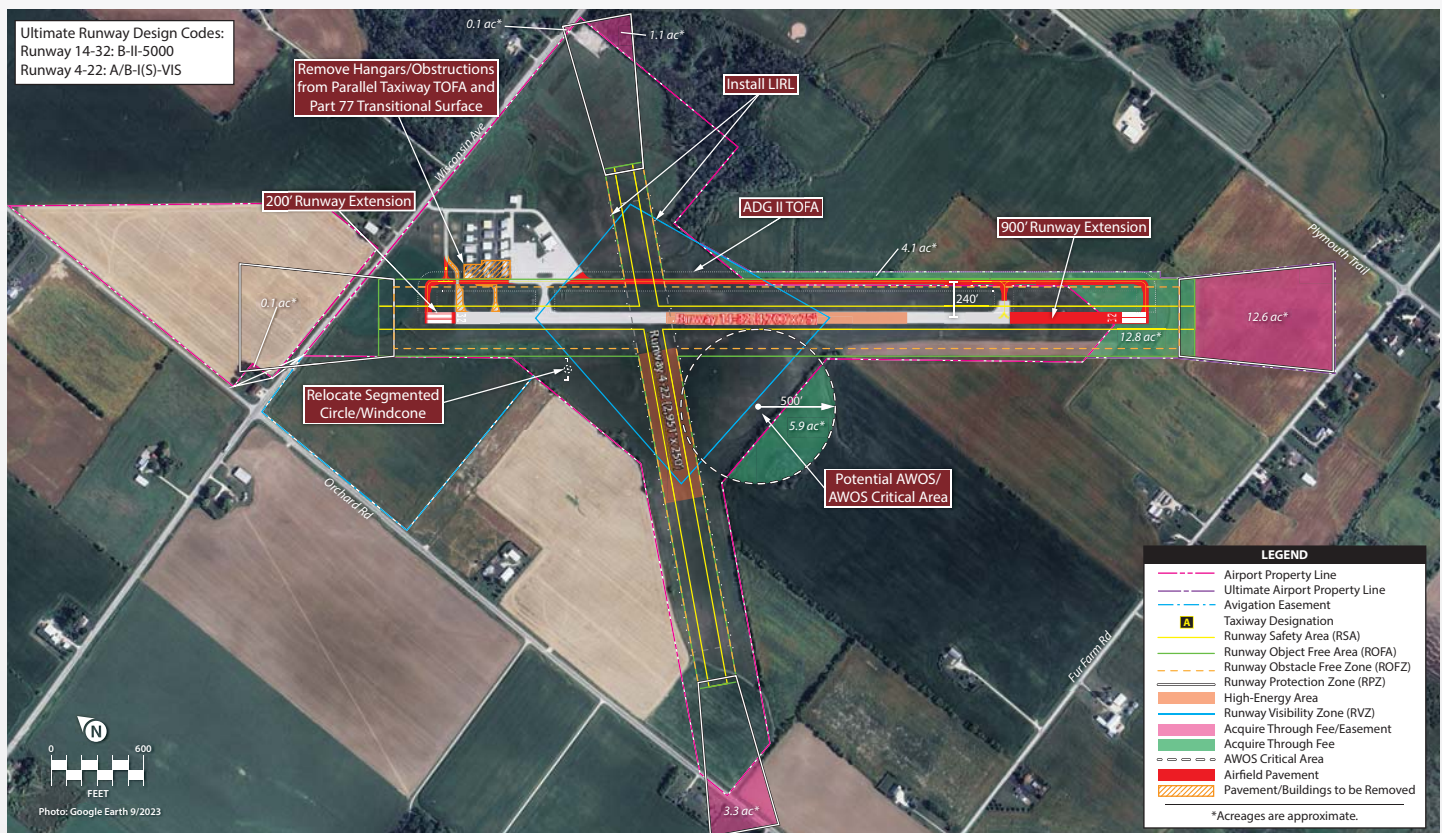 Ultimate Runway Design Codes:
Runway 14-32: B-II-5000
Runway 4-22: A/B-I(S)-VIS
0.1 ac*
1.1 ac*
Remove Hangars/Obstructions
from Parallel Taxiway TOFA and
Part 77 Transitional Surface
Install LIRL
Wisconsin Ave
200' Runway Extension
ADG II TOFA
900' Runway Extension
Plymouth Trail
4.1 ac*
0.1 ac*
240'
12.6 ac*
12.8 ac*
Runway 4-22 (2,951' x 250')
Relocate Segmented
Circle/Windcone
500'
5.9 ac*
Potential AWOS/
AWOS Critical Area
Orchard Rd
Fur Farm Rd
3.3 ac*
N
0
600
FEET
Photo: Google Earth 9/2023
LEGEND
Airport Property Line
Ultimate Airport Property Line
Avigation Easement
A
Taxiway Designation
Runway Safety Area (RSA)
Runway Object Free Area (ROFA)
Runway Obstacle Free Zone (ROFZ)
Runway Protection Zone (RPZ)
High-Energy Area
Runway Visibility Zone (RVZ)
Acquire Through Fee/Easement
Acquire Through Fee
AWOS Critical Area
Airfield Pavement
Pavement/Buildings to be Removed
*Acreages are approximate.